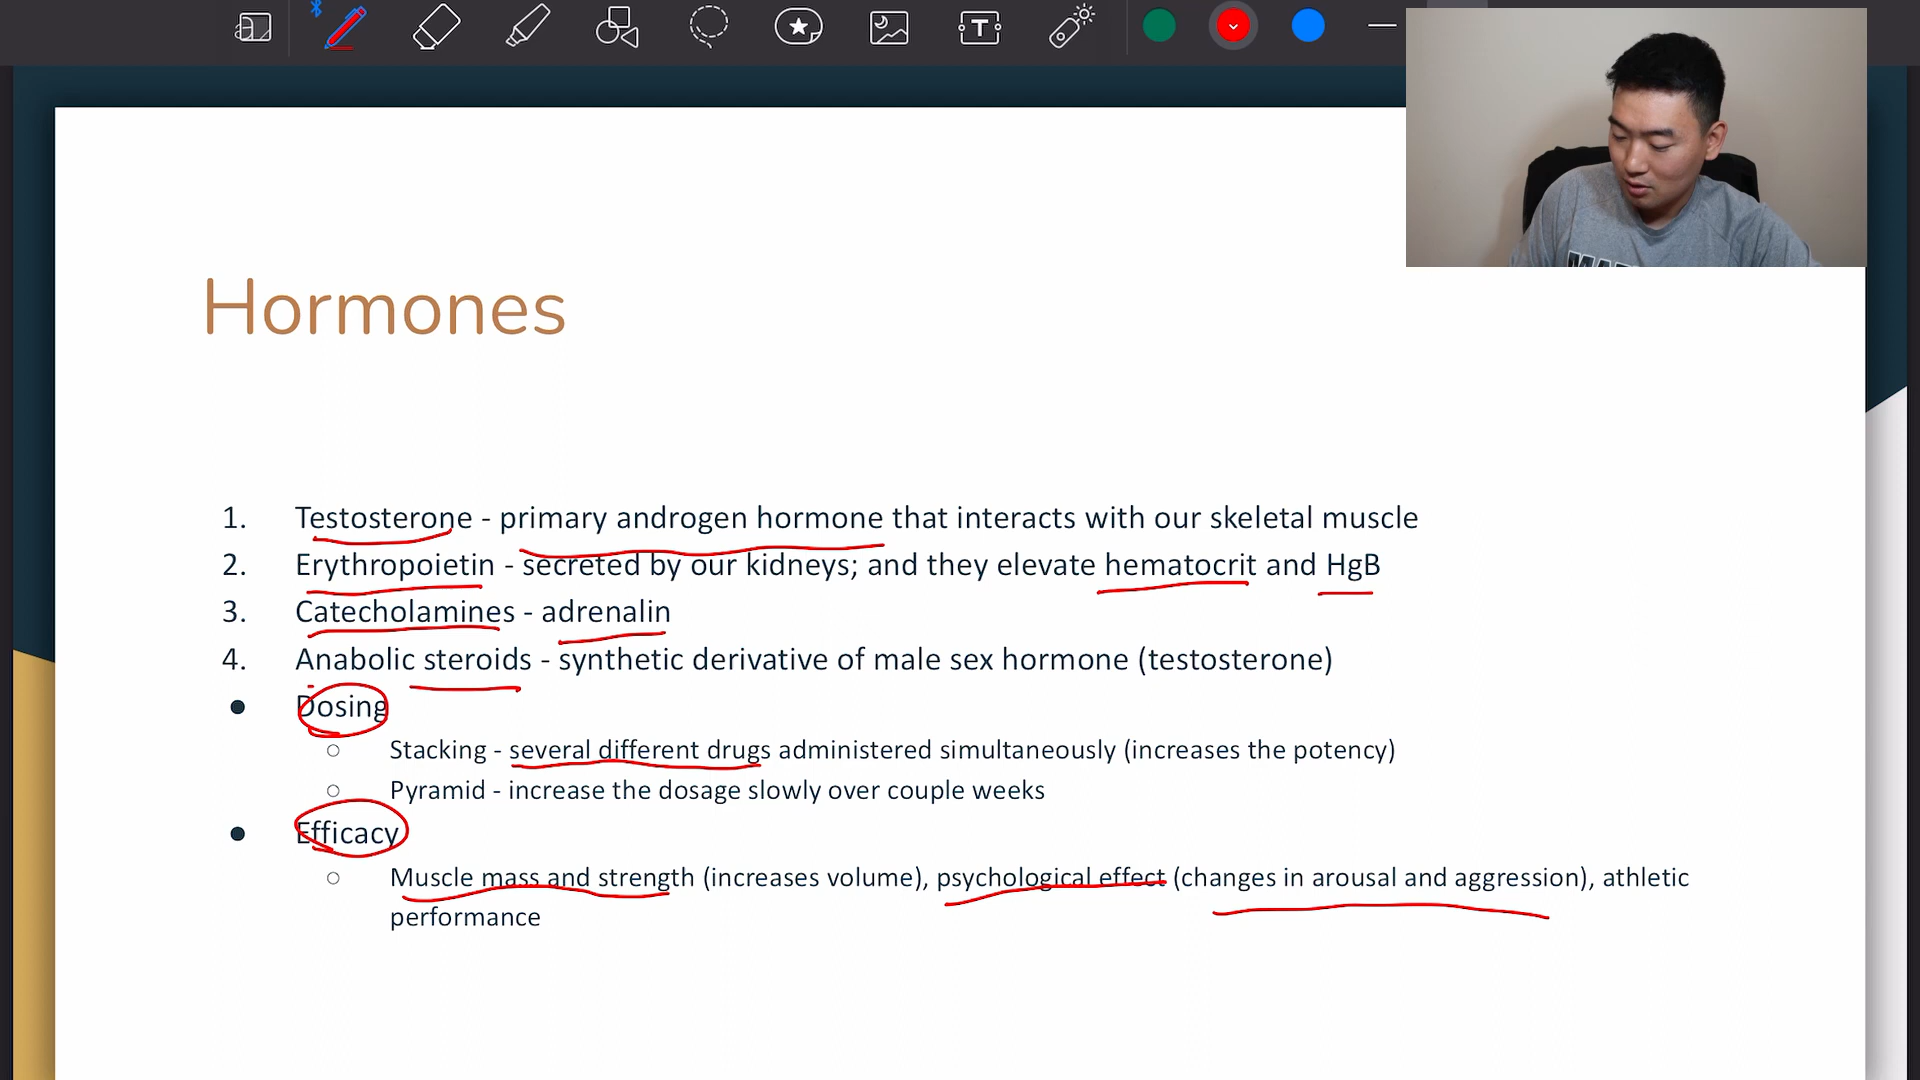 Hormones
1. Testosterone - primary androgen hormone that interacts with our skeletal muscle
2. Erythropoietin - secreted by our kidneys; and they elevate hematocrit and HgB
3. Catecholamines - adrenalin
4. Anabolic steroids - synthetic derivative of male sex hormone (testosterone)
● Dosing
○ Stacking - several different drugs administered simultaneously (increases the potency)
○ Pyramid - increase the dosage slowly over couple weeks
● Efficacy
○ Muscle mass and strength (increases volume), psychological effect (changes in arousal and aggression), athletic
performance